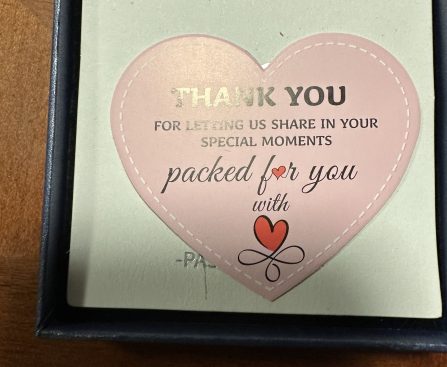 THANK YOU
FOR LETTING US SHARE IN YOUR
SPECIAL MOMENTS
packed for you
with